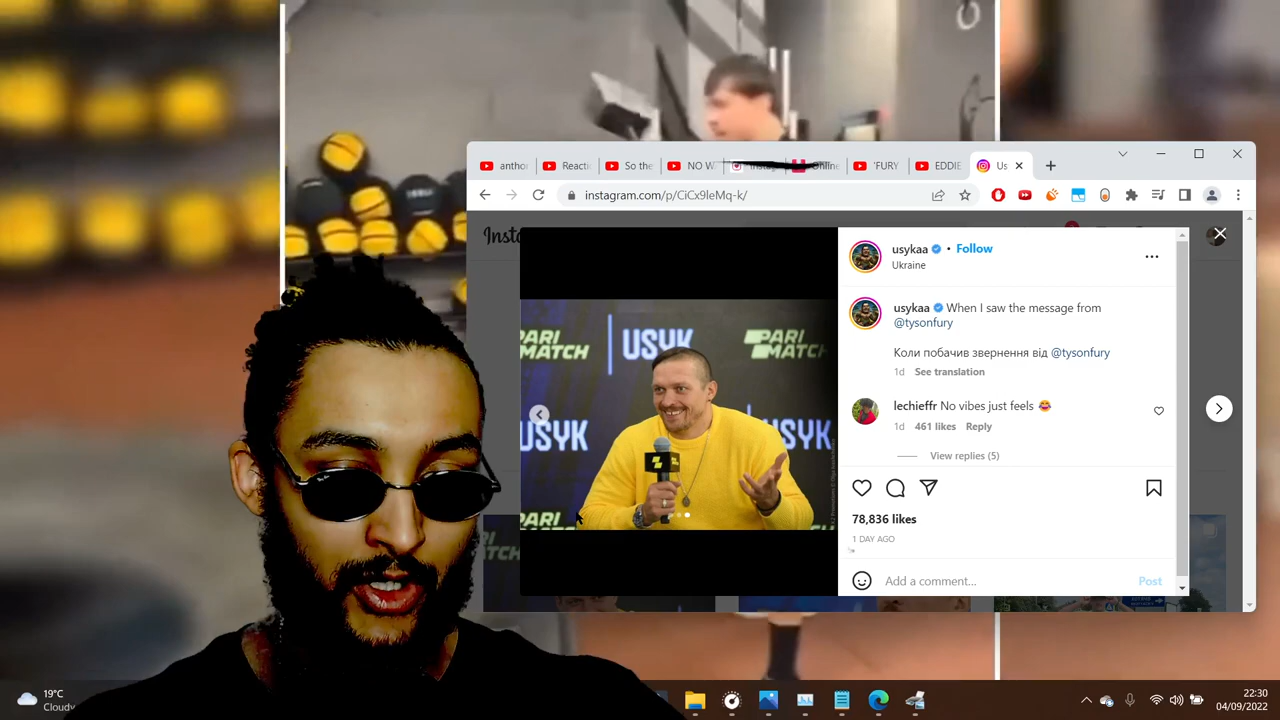 anthor
Reacti
So the
NO W
Instag
Online
'FURY
EDDIE
Us
instagram.com/p/CiCx9leMq-k/
Insta
usykaa • Follow
Ukraine
usykaa When I saw the message from
@tysonfury
Коли побачив звернення від @tysonfury
1d See translation
lechieffr No vibes just feels 😂
1d 461 likes Reply
View replies (5)
78,836 likes
1 DAY AGO
Add a comment... Post
PARI MATCH
USYK
PARI MATCH
USYK
USYK
PARI
19°C
Cloudy
22:30
04/09/2022